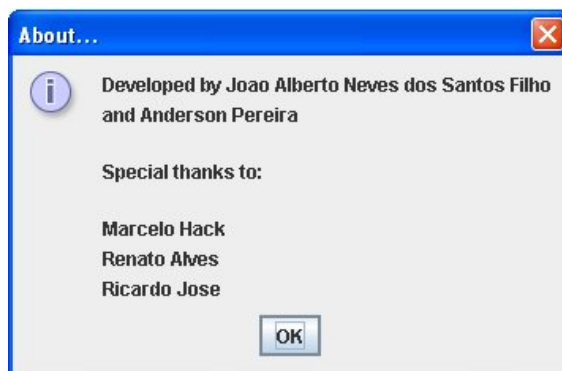 About...
Developed by Joao Alberto Neves dos Santos Filho
and Anderson Pereira
Special thanks to:
Marcelo Hack
Renato Alves
Ricardo Jose
OK